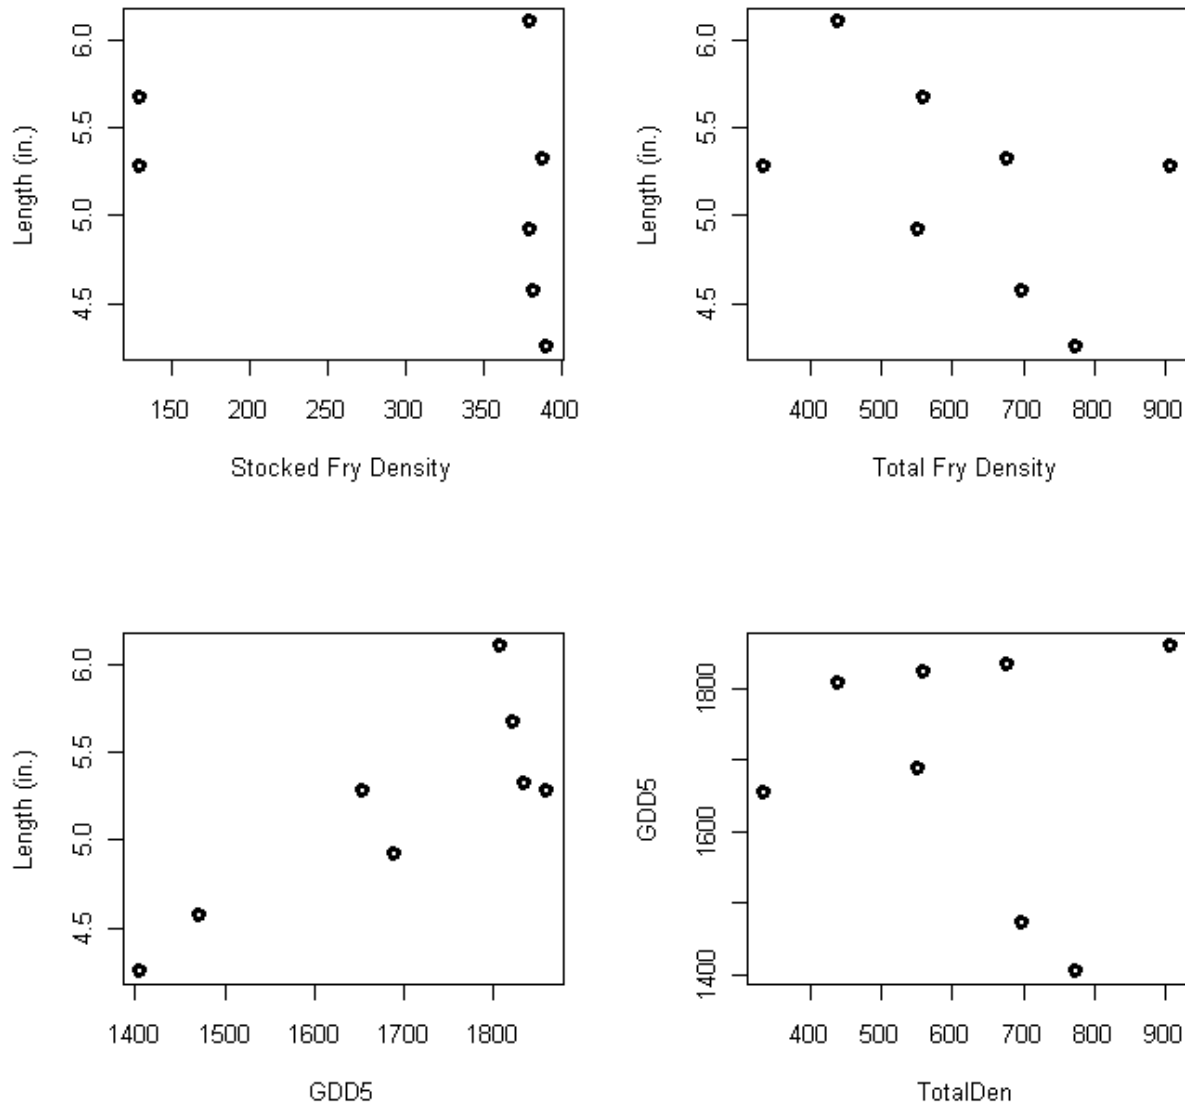 Length (in.)
6.0
5.5
5.0
4.5
150 200 250 300 350 400
Stocked Fry Density
Length (in.)
6.0
5.5
5.0
4.5
400 500 600 700 800 900
Total Fry Density
Length (in.)
6.0
5.5
5.0
4.5
1400 1500 1600 1700 1800
GDD5
GDD5
1800
1600
1400
400 500 600 700 800 900
TotalDen